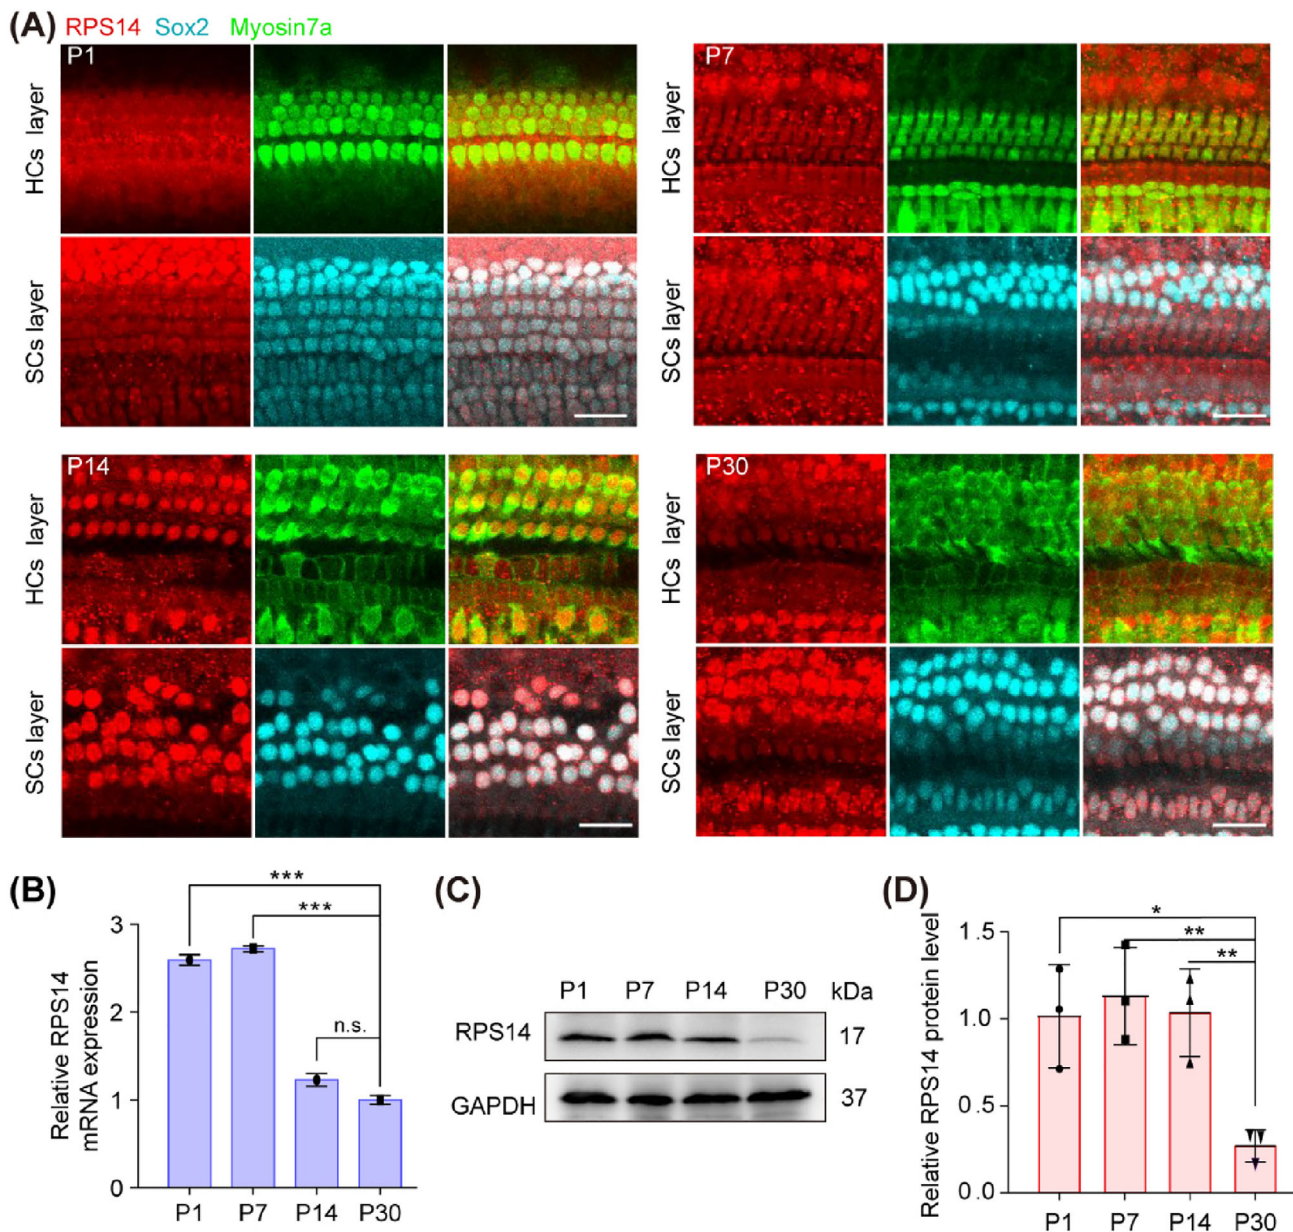 (A) RPS14 Sox2 Myosin7a
P1
HCs layer
SCs layer
P7
HCs layer
SCs layer
P14
HCs layer
SCs layer
P30
HCs layer
SCs layer
(B)
***
***
n.s.
Relative RPS14
mRNA expression
3
2
1
0
P1 P7 P14 P30
(C)
P1 P7 P14 P30 kDa
RPS14 17
GAPDH 37
(D)
*
**
**
Relative RPS14 protein level
1.5
1.0
0.5
0.0
P1 P7 P14 P30